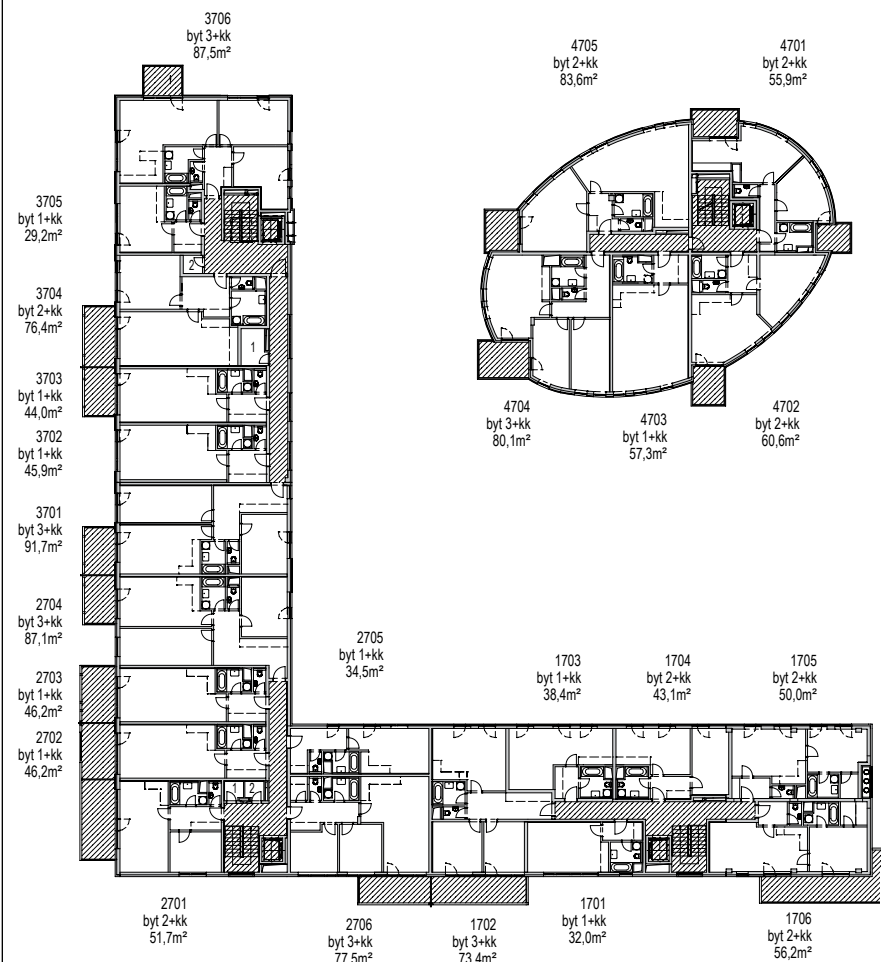 3706
byt 3+kk
87,5m²
4705
byt 2+kk
83,6m²
4701
byt 2+kk
55,9m²
1
3705
byt 1+kk
29,2m²
2
3704
byt 2+kk
76,4m²
1
3703
byt 1+kk
44,0m²
3702
byt 1+kk
45,9m²
4704
byt 3+kk
80,1m²
4703
byt 1+kk
57,3m²
4702
byt 2+kk
60,6m²
3701
byt 3+kk
91,7m²
2704
byt 3+kk
87,1m²
2705
byt 1+kk
34,5m²
1703
byt 1+kk
38,4m²
1704
byt 2+kk
43,1m²
1705
byt 2+kk
50,0m²
2703
byt 1+kk
46,2m²
2702
byt 1+kk
46,2m²
1 2
2701
byt 2+kk
51,7m²
2706
byt 3+kk
77,5m²
1702
byt 3+kk
73,4m²
1701
byt 1+kk
32,0m²
1706
byt 2+kk
56,2m²